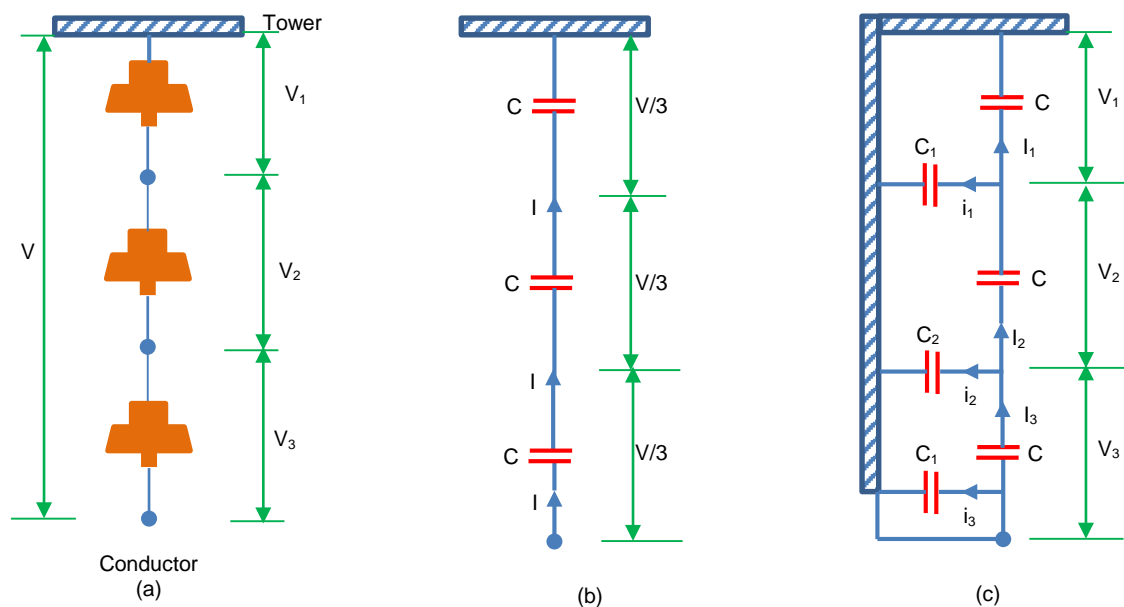 Tower
V₁
V
V₂
V₃
Conductor
(a)
C
V/3
I
C
V/3
I
C
V/3
I
(b)
C
V₁
C₁
I₁
i₁
C
V₂
I₂
C₂
i₂
I₃
C
V₃
C₁
i₃
(c)